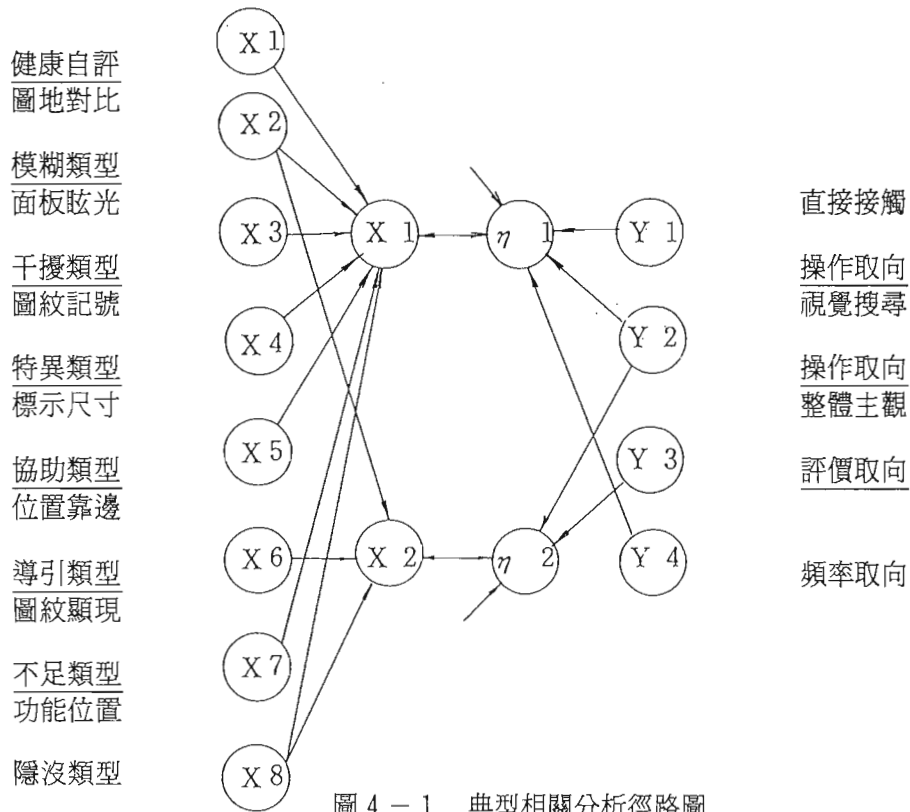 健康自評
圖地對比
模糊類型
面板眩光
干擾類型
圖紋記號
特異類型
標示尺寸
協助類型
位置靠邊
導引類型
圖紋顯現
不足類型
功能位置
隱沒類型
X 1
X 2
X 3
X 4
X 5
X 6
X 7
X 8
X 1
X 2
η 1
η 2
Y 1
Y 2
Y 3
Y 4
直接接觸
操作取向
視覺搜尋
操作取向
整體主觀
評價取向
頻率取向
圖 4 － 1 典型相關分析徑路圖